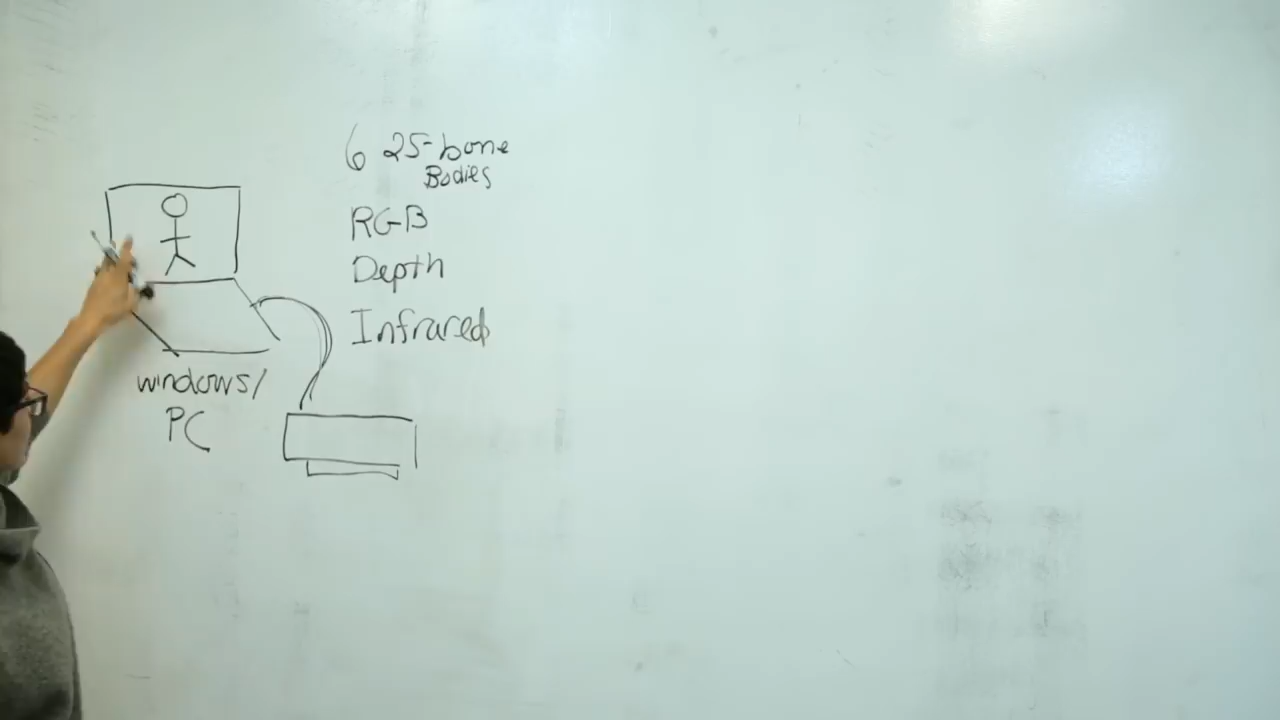 6 25-bone
Bodies
RGB
Depth
Infrared
windows/
PC